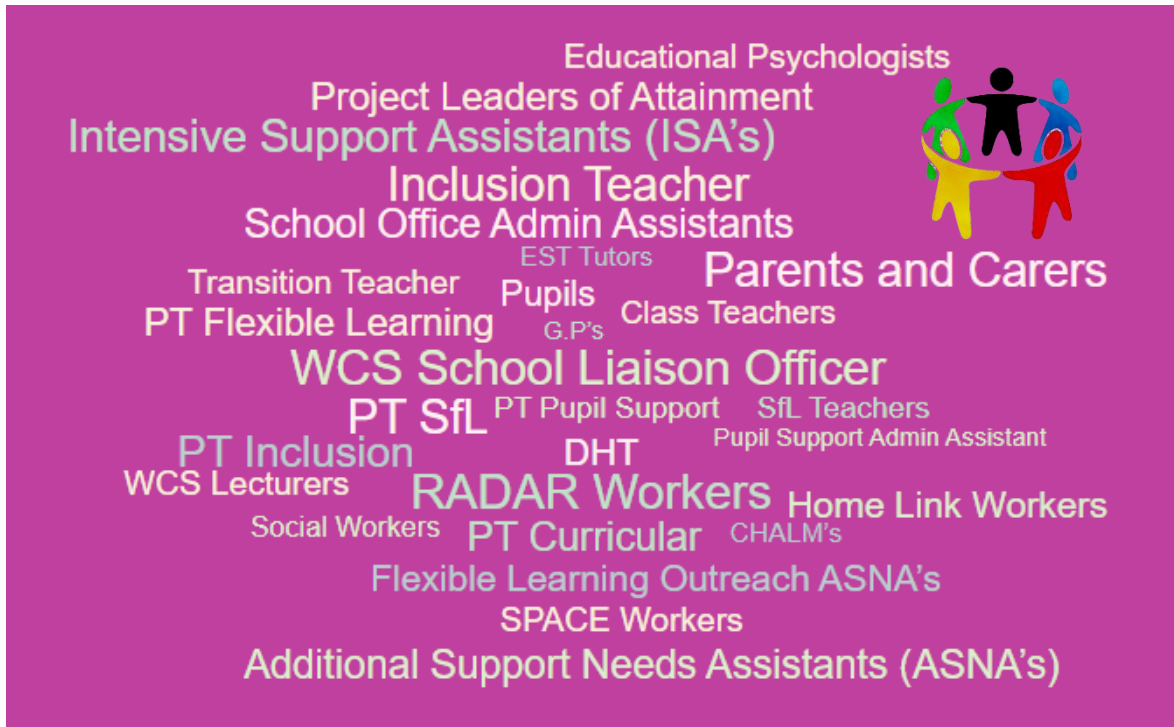 Educational Psychologists
Project Leaders of Attainment
Intensive Support Assistants (ISA's)
Inclusion Teacher
School Office Admin Assistants
EST Tutors
Parents and Carers
Transition Teacher
Pupils
Class Teachers
PT Flexible Learning
G.P's
WCS School Liaison Officer
PT SfL
PT Pupil Support
SfL Teachers
PT Inclusion
DHT
Pupil Support Admin Assistant
WCS Lecturers
RADAR Workers
Home Link Workers
Social Workers
PT Curricular
CHALM's
Flexible Learning Outreach ASNA's
SPACE Workers
Additional Support Needs Assistants (ASNA's)